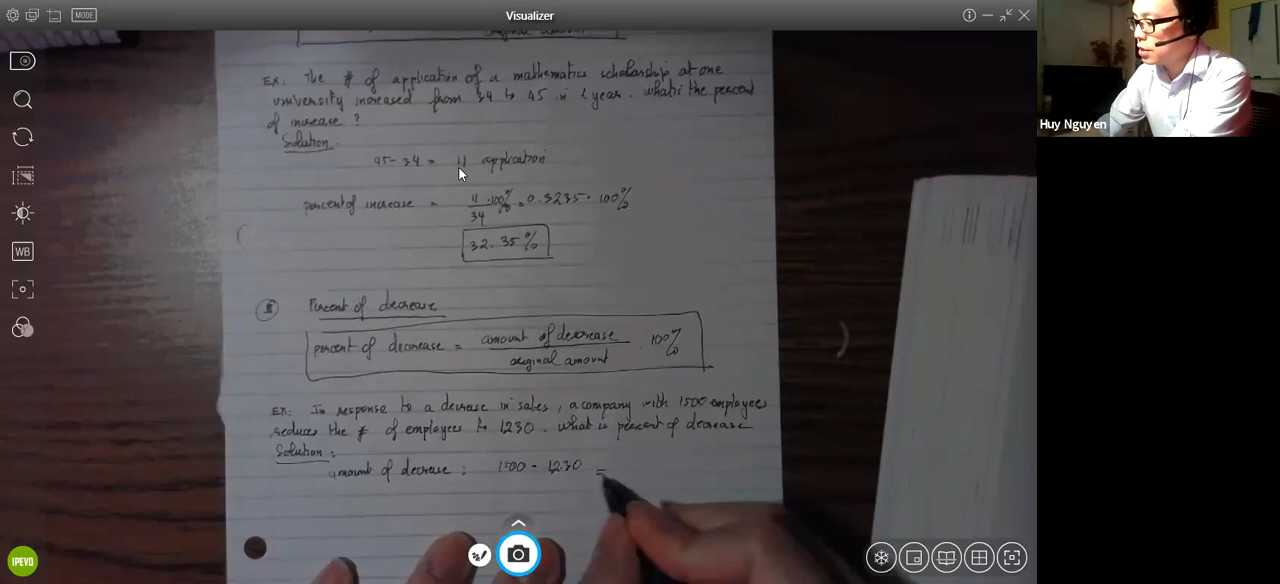 MODE
Visualizer
original amount
Ex: The # of application of a mathematics scholarship at one
university increased from 34 to 45 in 1 year. what is the percent
of increase?
Solution:
45 - 34 = 11 application
percent of increase = 11/34 · 100% = 0.3235 · 100%
32.35%
II Percent of decrease
percent of decrease = amount of decrease / original amount · 100%
Ex: In response to a decrease in sales, a company with 1500 employees
reduces the # of employees to 1230. what is percent of decrease
Solution:
amount of decrease: 1500 - 1230 =
WB
IPEVO
Huy Nguyen